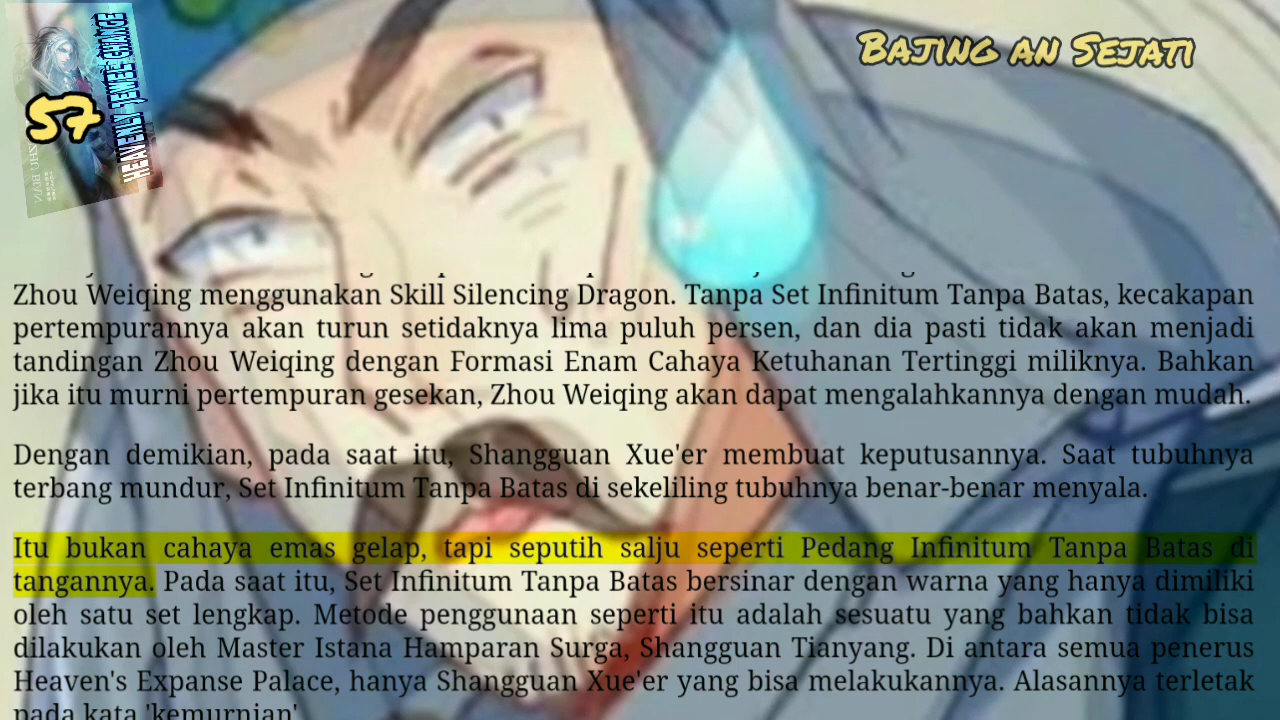 HEAVENLY JEWEL CHANGE
57
Bajing an Sejati
Zhou Weiqing menggunakan Skill Silencing Dragon. Tanpa Set Infinitum Tanpa Batas, kecakapan
pertempurannya akan turun setidaknya lima puluh persen, dan dia pasti tidak akan menjadi
tandingan Zhou Weiqing dengan Formasi Enam Cahaya Ketuhanan Tertinggi miliknya. Bahkan
jika itu murni pertempuran gesekan, Zhou Weiqing akan dapat mengalahkannya dengan mudah.
Dengan demikian, pada saat itu, Shangguan Xue'er membuat keputusannya. Saat tubuhnya
terbang mundur, Set Infinitum Tanpa Batas di sekeliling tubuhnya benar-benar menyala.
Itu bukan cahaya emas gelap, tapi seputih salju seperti Pedang Infinitum Tanpa Batas di
tangannya. Pada saat itu, Set Infinitum Tanpa Batas bersinar dengan warna yang hanya dimiliki
oleh satu set lengkap. Metode penggunaan seperti itu adalah sesuatu yang bahkan tidak bisa
dilakukan oleh Master Istana Hamparan Surga, Shangguan Tianyang. Di antara semua penerus
Heaven's Expanse Palace, hanya Shangguan Xue'er yang bisa melakukannya. Alasannya terletak
pada kata 'kemurnian'